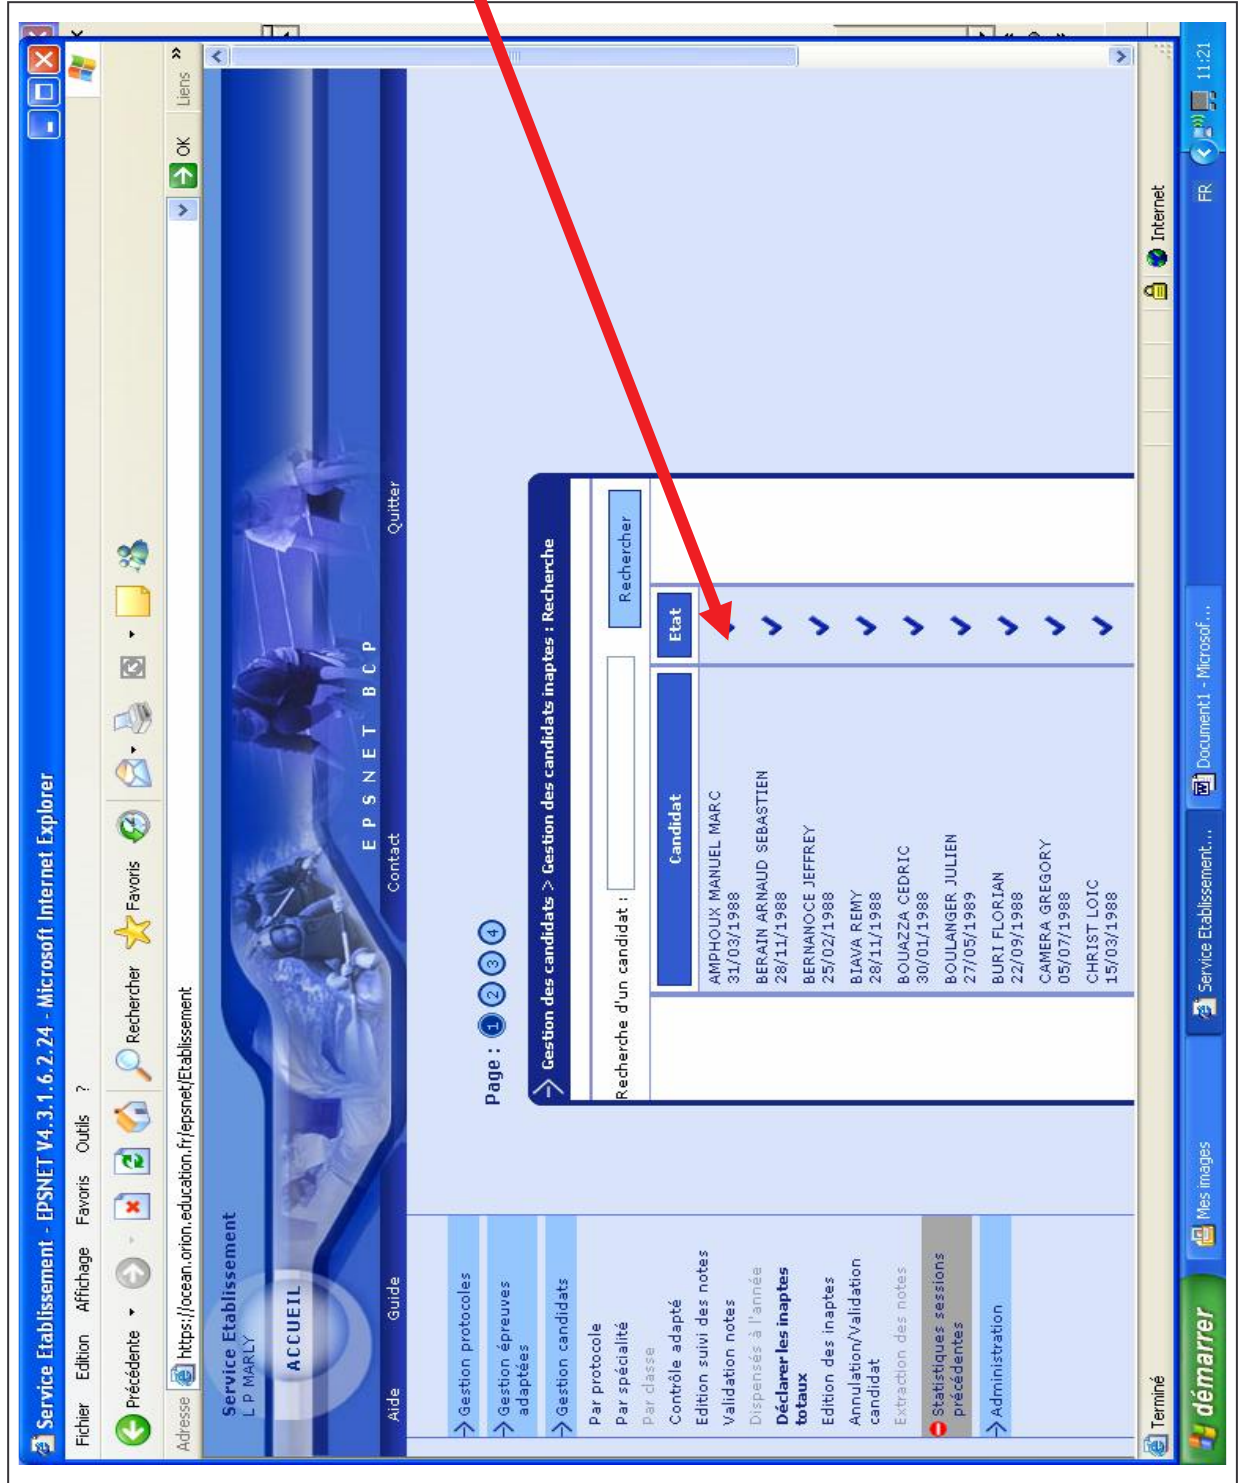 Service Etablissement - EPSNET V4.3.1.6.2.24 - Microsoft Internet Explorer
Fichier Edition Affichage Favoris Outils ?
Précédente Rechercher Favoris
Adresse https://ocean.orion.education.fr/epsnet/Etablissement OK Liens »
Service Etablissement
L P MARLY
ACCUEIL
EPSNET BCP
Aide Guide Contact Quitter
Gestion protocoles
Gestion épreuves
adaptées
Gestion candidats
Par protocole
Par spécialité
Par classe
Contrôle adapté
Edition suivi des notes
Validation notes
Dispensés à l'année
Déclarer les inaptes
totaux
Edition des inaptes
Annulation/Validation
candidat
Extraction des notes
Statistiques sessions
précédentes
Administration
Page : 1 2 3 4
Gestion des candidats > Gestion des candidats inaptes : Recherche
Recherche d'un candidat : Rechercher
Candidat Etat
AMPHOUX MANUEL MARC
31/03/1988
BERAIN ARNAUD SEBASTIEN
28/11/1988
BERNANOCE JEFFREY
25/02/1988
BIAVA REMY
28/11/1988
BOUAZZA CEDRIC
30/01/1988
BOULANGER JULIEN
27/05/1989
BURI FLORIAN
22/09/1988
CAMERA GREGORY
05/07/1988
CHRIST LOIC
15/03/1988
Terminé Internet
démarrer Mes images Service Etablissement... Document1 - Microsof... FR 11:21